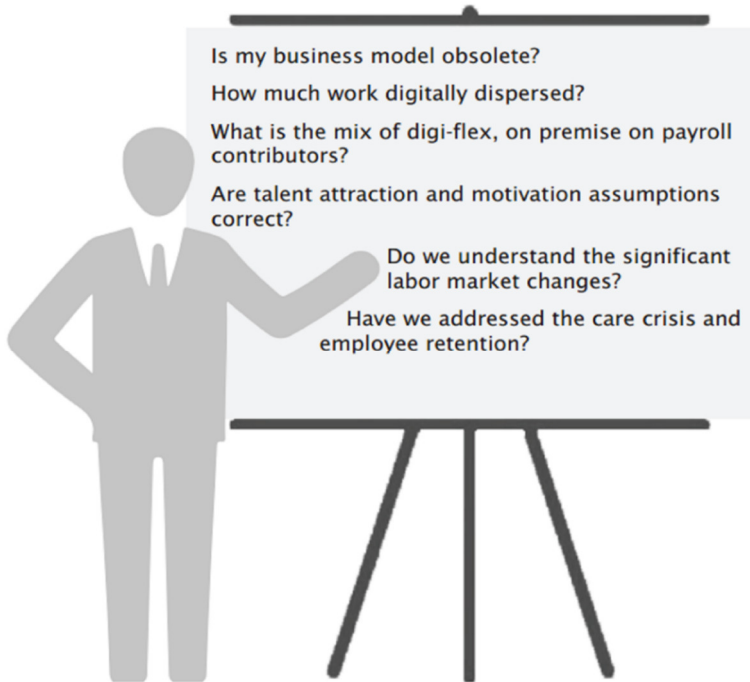 Is my business model obsolete?
How much work digitally dispersed?
What is the mix of digi-flex, on premise on payroll
contributors?
Are talent attraction and motivation assumptions
correct?
Do we understand the significant
labor market changes?
Have we addressed the care crisis and
employee retention?